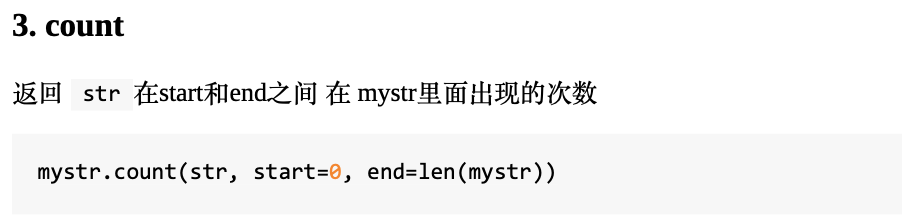 3. count
返回 str 在start和end之间 在 mystr里面出现的次数
mystr.count(str, start=0, end=len(mystr))